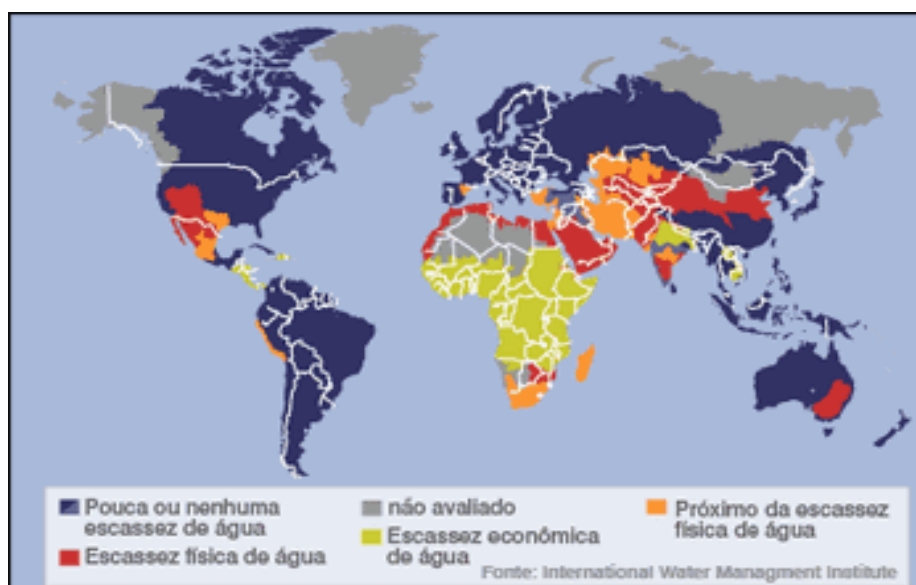 Pouca ou nenhuma
escassez de água
Escassez física de água
não avaliado
Escassez econômica
de água
Próximo da escassez
física de água
Fonte: International Water Managment Institute